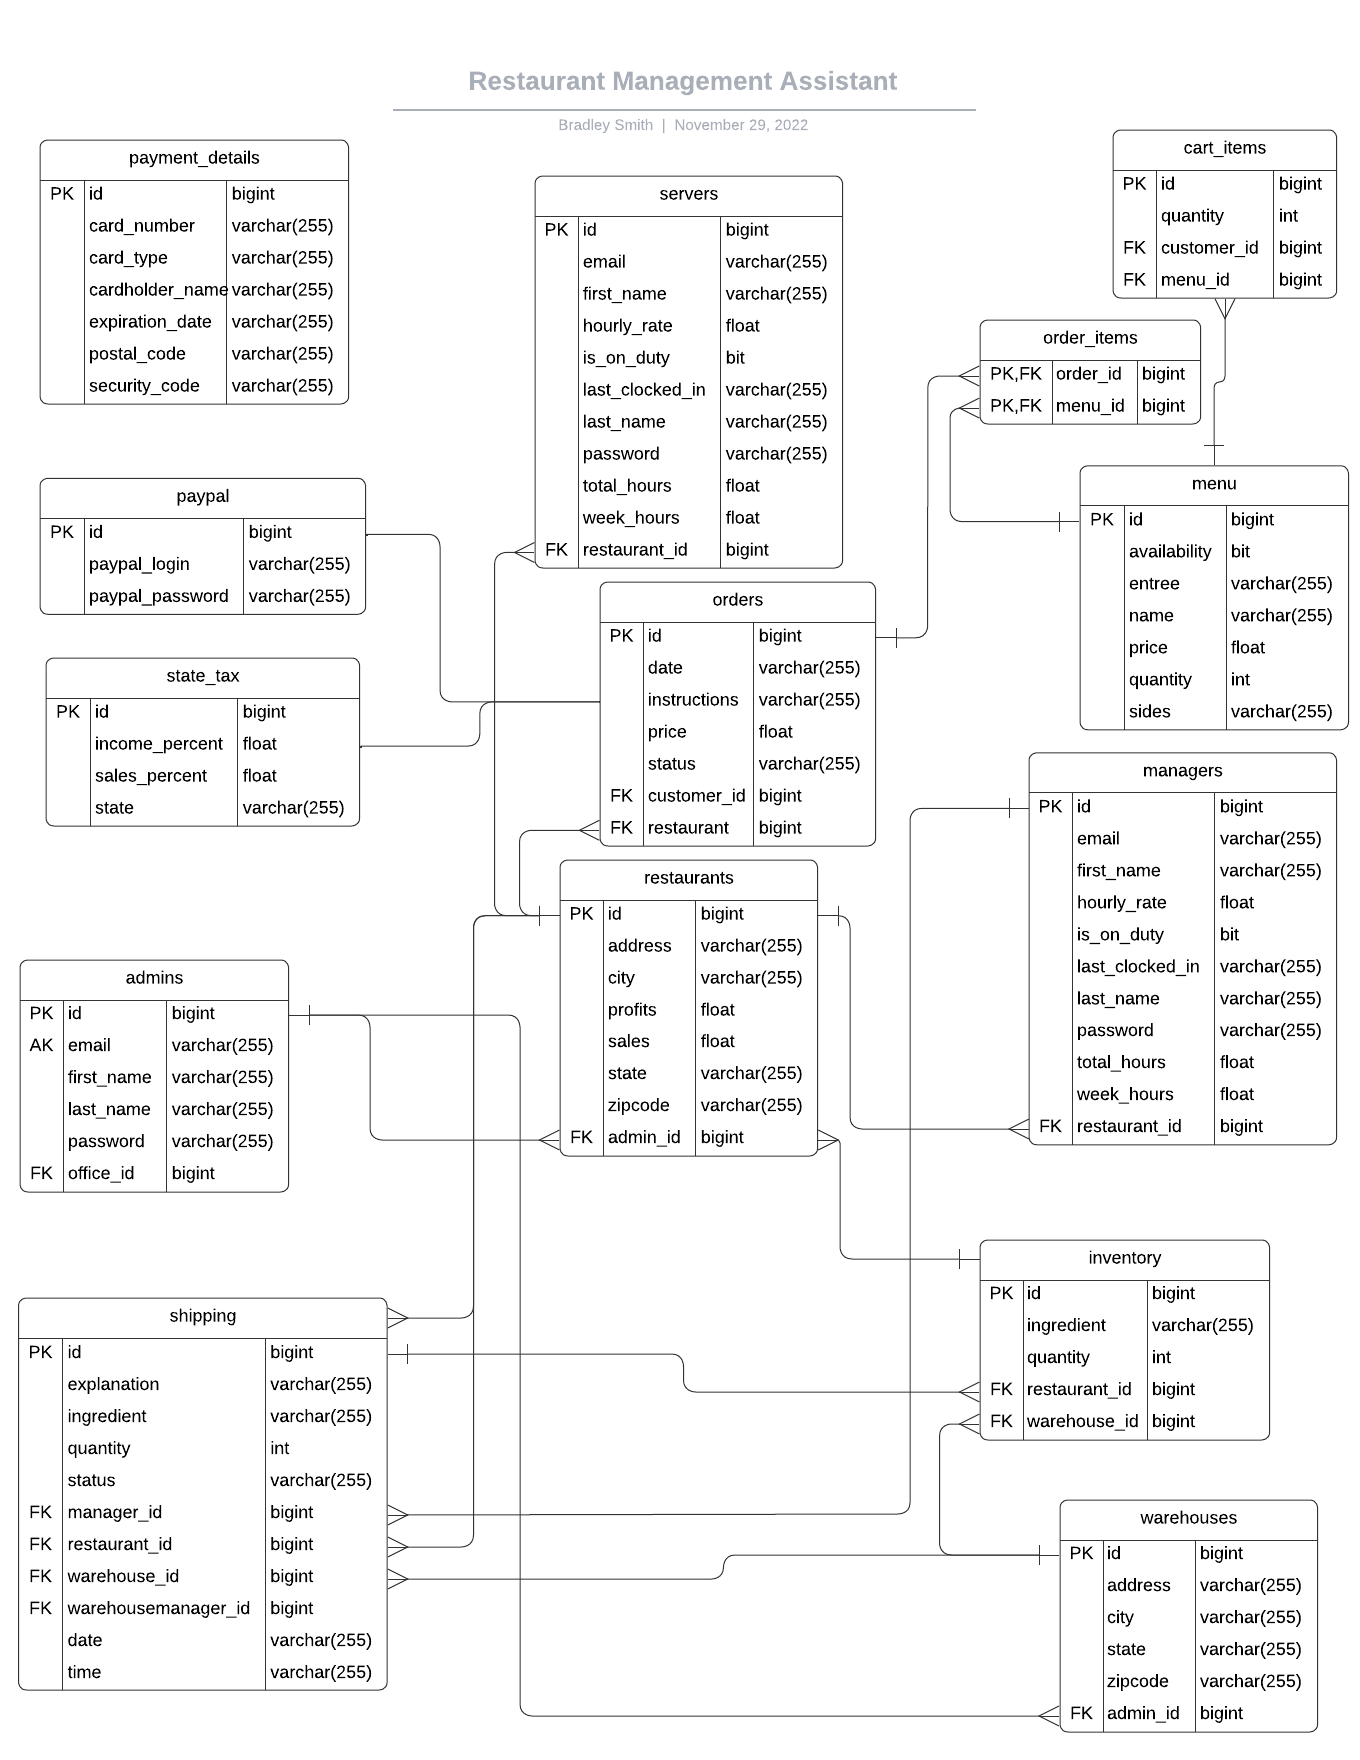 Restaurant Management Assistant
Bradley Smith | November 29, 2022
payment_details
PK id bigint
card_number varchar(255)
card_type varchar(255)
cardholder_name varchar(255)
expiration_date varchar(255)
postal_code varchar(255)
security_code varchar(255)
servers
PK id bigint
email varchar(255)
first_name varchar(255)
hourly_rate float
is_on_duty bit
last_clocked_in varchar(255)
last_name varchar(255)
password varchar(255)
total_hours float
week_hours float
FK restaurant_id bigint
cart_items
PK id bigint
quantity int
FK customer_id bigint
FK menu_id bigint
order_items
PK,FK order_id bigint
PK,FK menu_id bigint
paypal
PK id bigint
paypal_login varchar(255)
paypal_password varchar(255)
menu
PK id bigint
availability bit
entree varchar(255)
name varchar(255)
price float
quantity int
sides varchar(255)
state_tax
PK id bigint
income_percent float
sales_percent float
state varchar(255)
orders
PK id bigint
date varchar(255)
instructions varchar(255)
price float
status varchar(255)
FK customer_id bigint
FK restaurant bigint
managers
PK id bigint
email varchar(255)
first_name varchar(255)
hourly_rate float
is_on_duty bit
last_clocked_in varchar(255)
last_name varchar(255)
password varchar(255)
total_hours float
week_hours float
FK restaurant_id bigint
restaurants
PK id bigint
address varchar(255)
city varchar(255)
profits float
sales float
state varchar(255)
zipcode varchar(255)
FK admin_id bigint
admins
PK id bigint
AK email varchar(255)
first_name varchar(255)
last_name varchar(255)
password varchar(255)
FK office_id bigint
inventory
PK id bigint
ingredient varchar(255)
quantity int
FK restaurant_id bigint
FK warehouse_id bigint
shipping
PK id bigint
explanation varchar(255)
ingredient varchar(255)
quantity int
status varchar(255)
FK manager_id bigint
FK restaurant_id bigint
FK warehouse_id bigint
FK warehousemanager_id bigint
date varchar(255)
time varchar(255)
warehouses
PK id bigint
address varchar(255)
city varchar(255)
state varchar(255)
zipcode varchar(255)
FK admin_id bigint